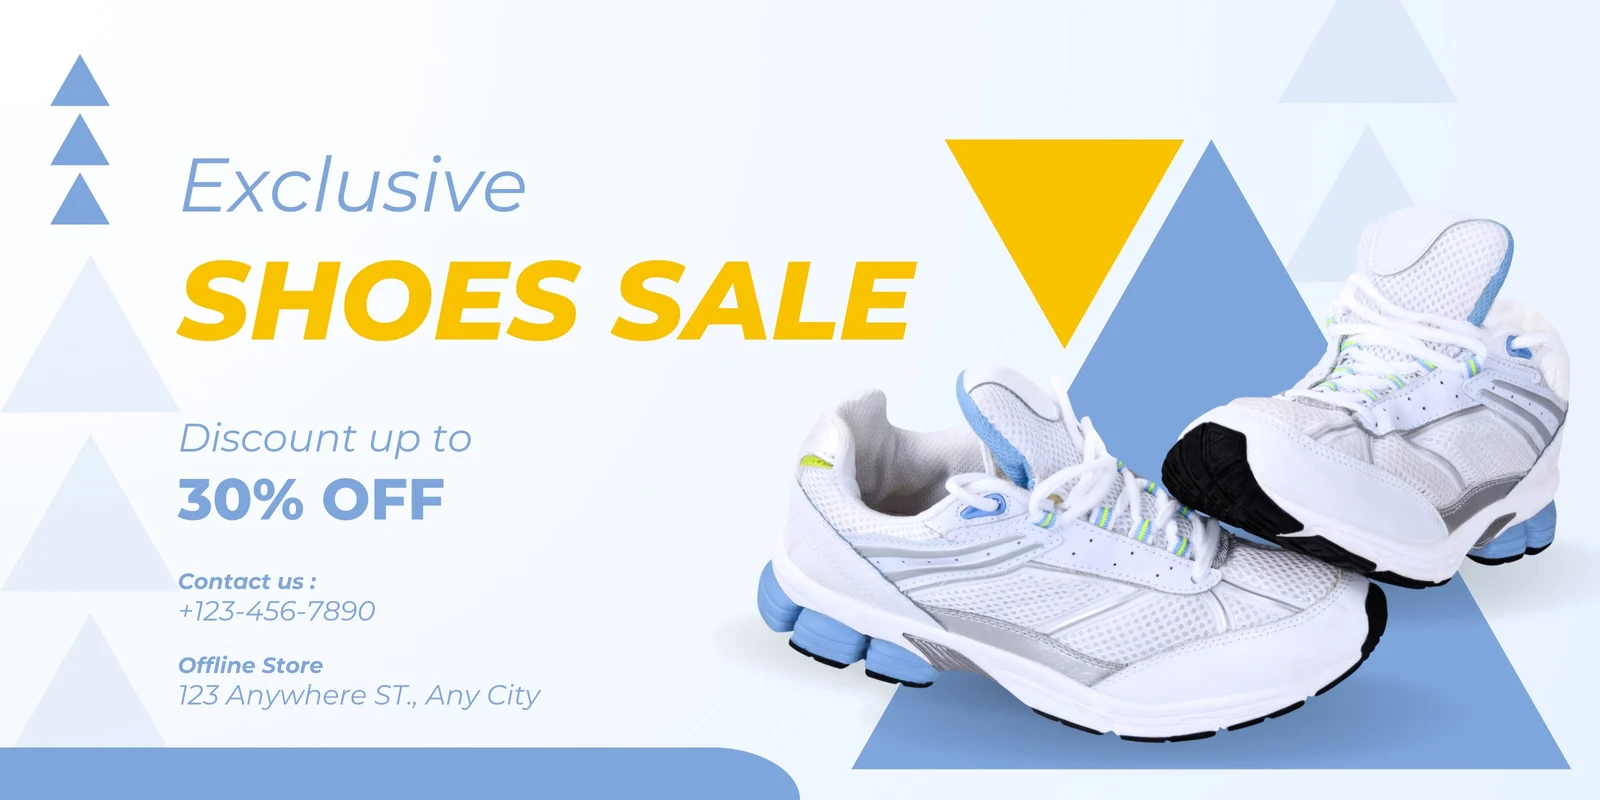 Exclusive
SHOES SALE
Discount up to
30% OFF
Contact us :
+123-456-7890
Offline Store
123 Anywhere ST., Any City